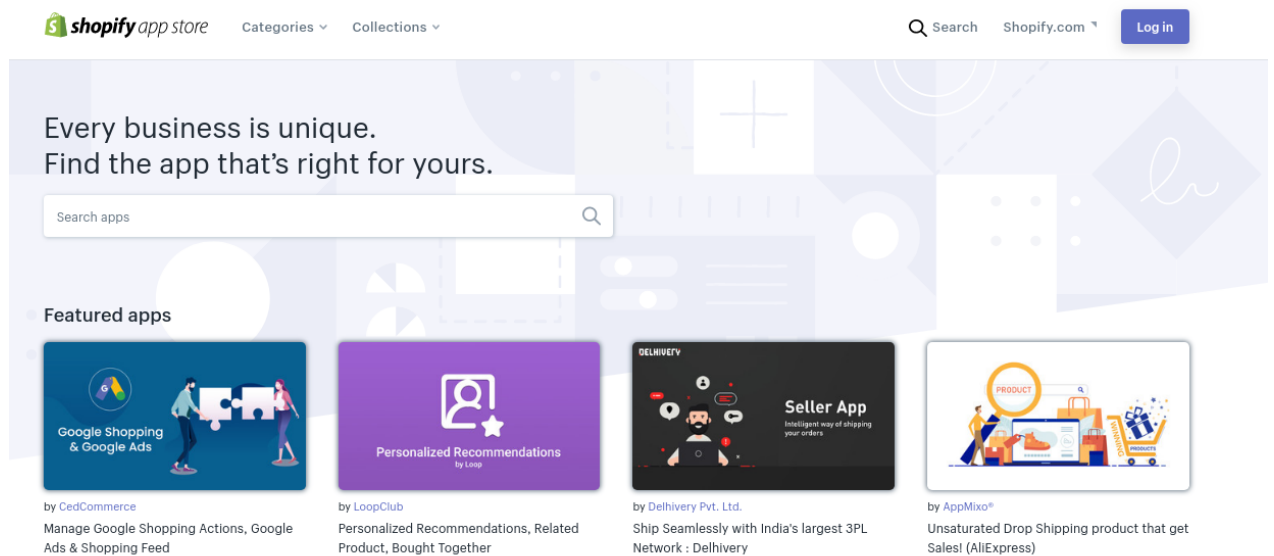 shopify app store
Categories
Collections
Search
Shopify.com
Log in
Every business is unique.
Find the app that's right for yours.
Search apps
Featured apps
G
Google Shopping
& Google Ads
Personalized Recommendations
by Loop
DELHIVERY
Seller App
Intelligent way of shipping
your orders
PRODUCT
WINNING
by CedCommerce
Manage Google Shopping Actions, Google
Ads & Shopping Feed
by LoopClub
Personalized Recommendations, Related
Product, Bought Together
by Delhivery Pvt. Ltd.
Ship Seamlessly with India's largest 3PL
Network : Delhivery
by AppMixo®
Unsaturated Drop Shipping product that get
Sales! (AliExpress)